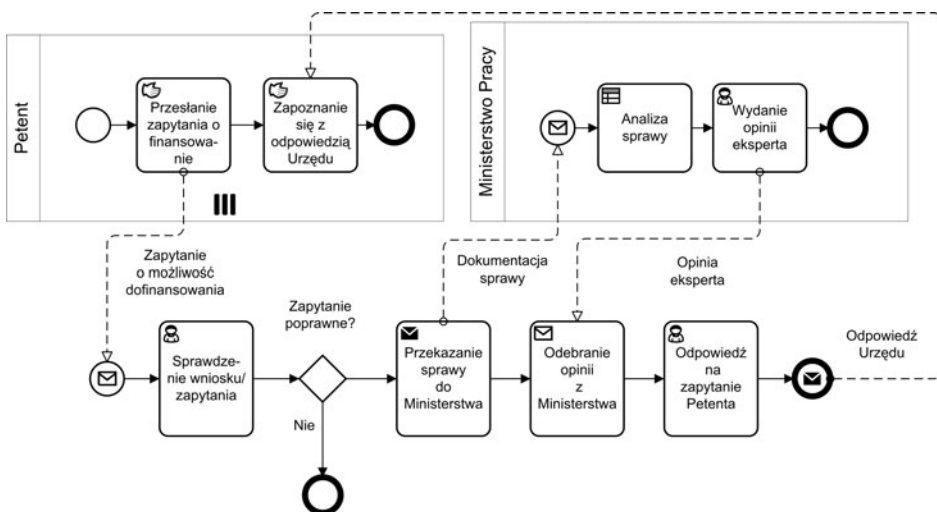 Petent
Przesłanie
zapytania o
finansowa-
nie
Zapoznanie
się z
odpowiedzią
Urzędu
Ministerstwo Pracy
Analiza
sprawy
Wydanie
opinii
eksperta
Zapytanie
o możliwość
dofinansowania
Dokumentacja
sprawy
Opinia
eksperta
Sprawdze-
nie wniosku/
zapytania
Zapytanie
poprawne?
Nie
Przekazanie
sprawy
do
Ministerstwa
Odebranie
opinii
z
Ministerstwa
Odpowiedź
na
zapytanie
Petenta
Odpowiedź
Urzędu